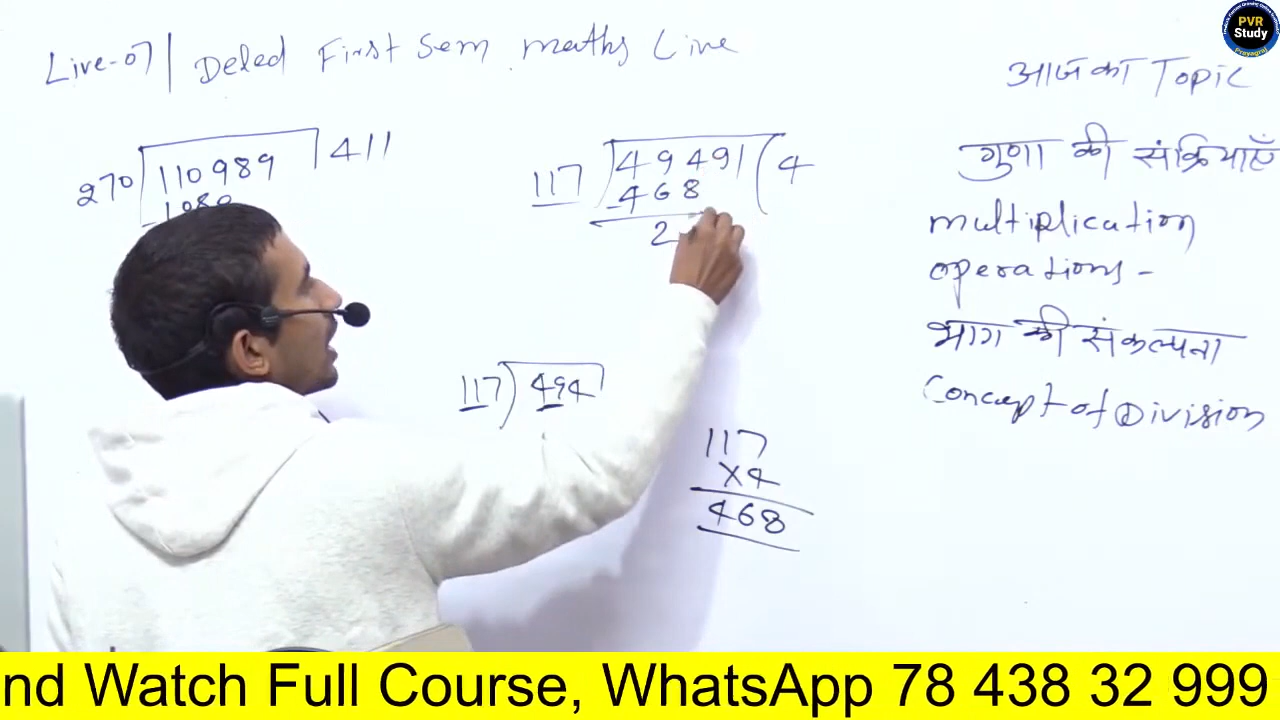 Live-07 | Deled First Sem maths Live
270 110989 411
1080
117 49491 ( 4
- 468
2
117 494
117
X4
468
आज का Topic
गुणा की संक्रियाएँ
multiplication
operations -
भाग की संकल्पना
Concept of Division
PVR
Study
Prayagraj
nd Watch Full Course, WhatsApp 78 438 32 999